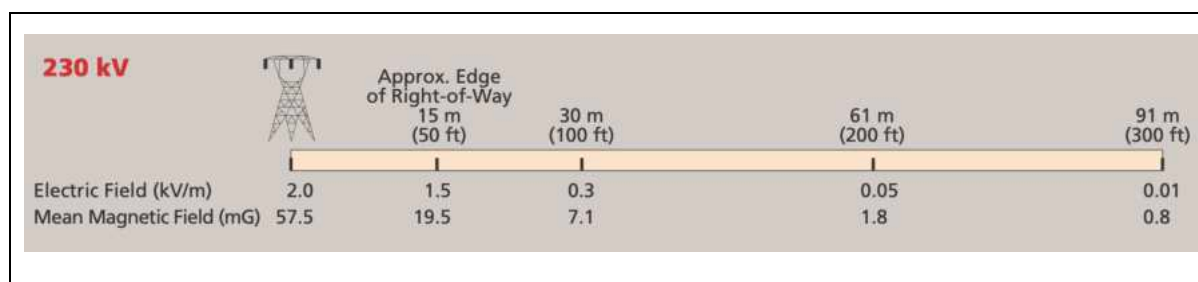 230 kV
Approx. Edge
of Right-of-Way
15 m 30 m 61 m 91 m
(50 ft) (100 ft) (200 ft) (300 ft)
Electric Field (kV/m) 2.0 1.5 0.3 0.05 0.01
Mean Magnetic Field (mG) 57.5 19.5 7.1 1.8 0.8